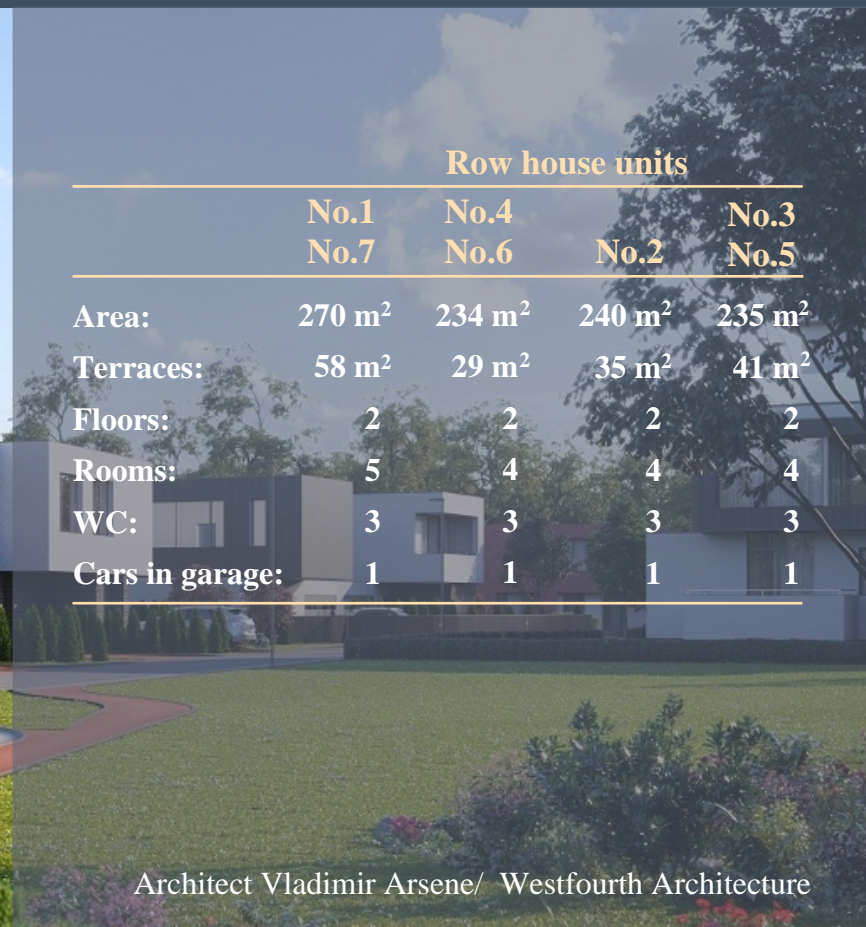 Row house units
No.1 No.4 No.3
No.7 No.6 No.2 No.5
Area: 270 m² 234 m² 240 m² 235 m²
Terraces: 58 m² 29 m² 35 m² 41 m²
Floors: 2 2 2 2
Rooms: 5 4 4 4
WC: 3 3 3 3
Cars in garage: 1 1 1 1
Architect Vladimir Arsene/ Westfourth Architecture